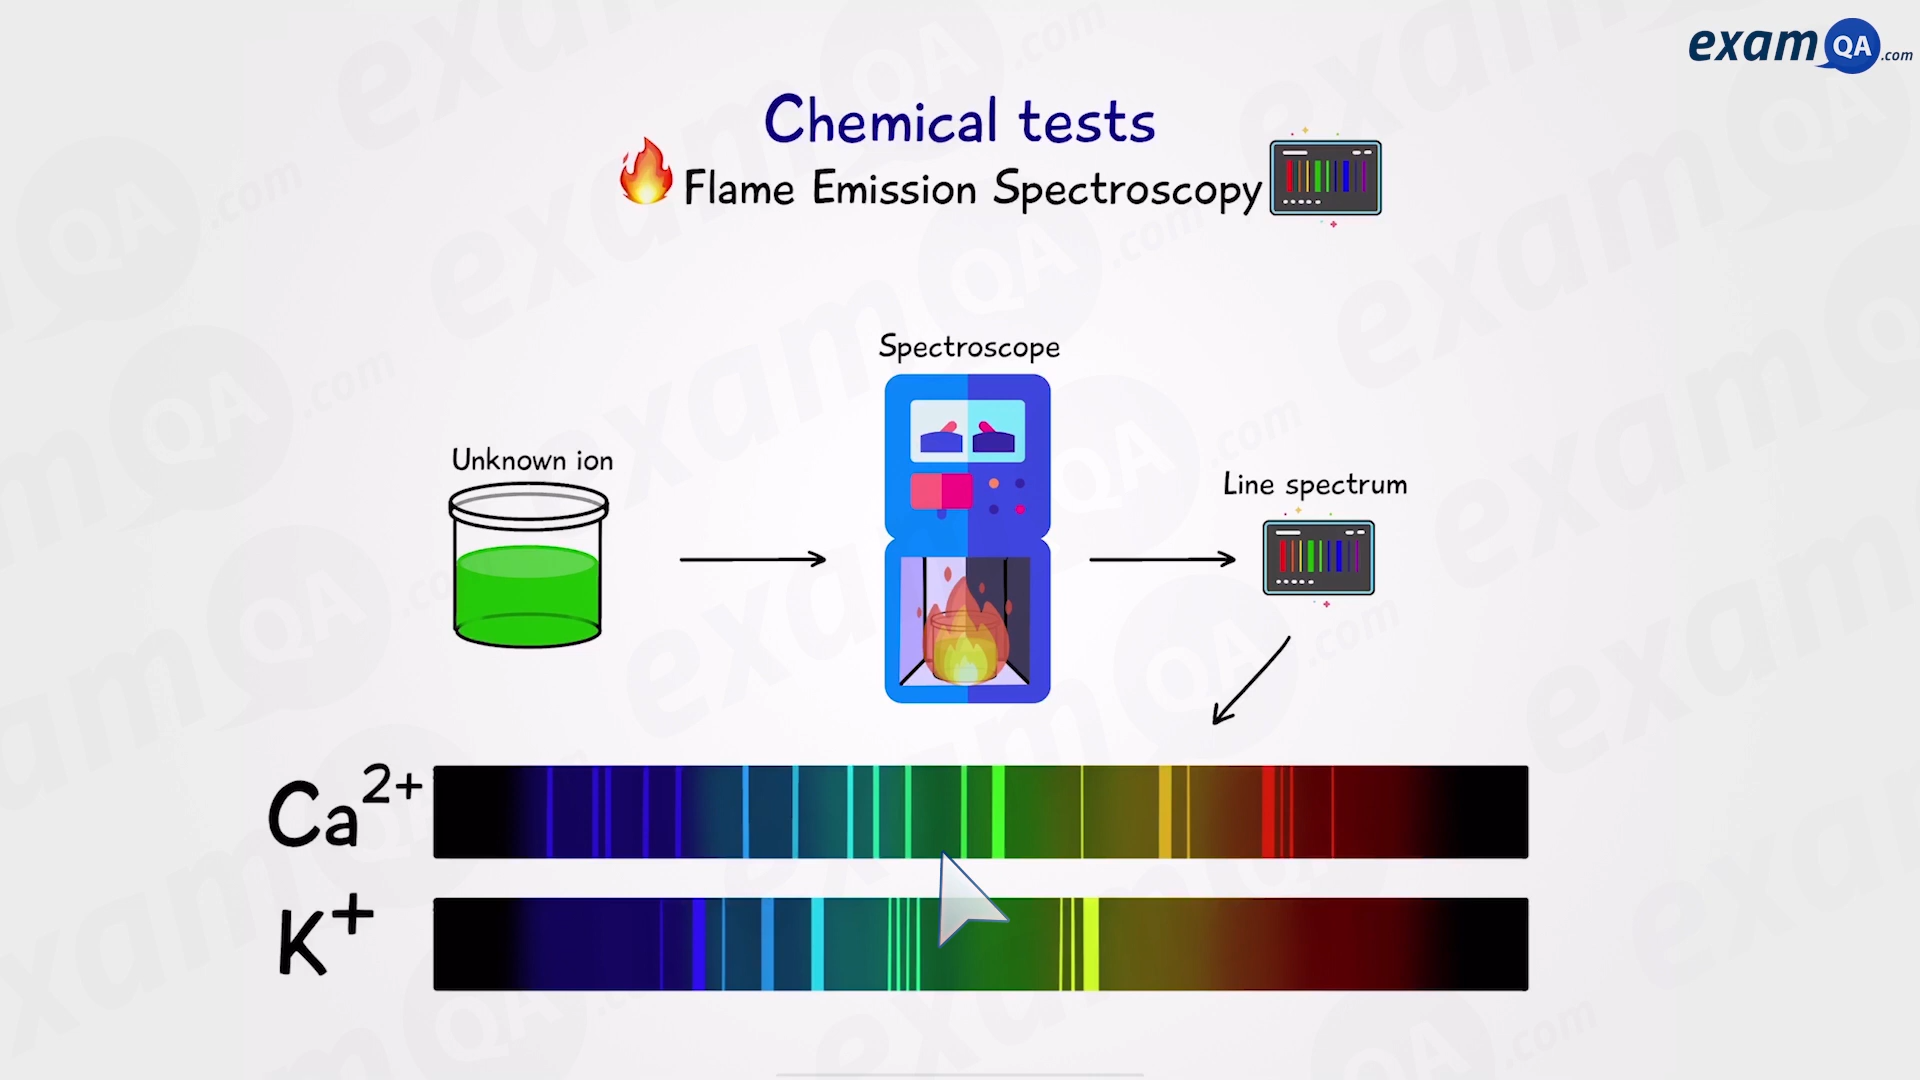 examQA.com
Chemical tests
Flame Emission Spectroscopy
Spectroscope
Unknown ion
Line spectrum
Ca²⁺
K⁺